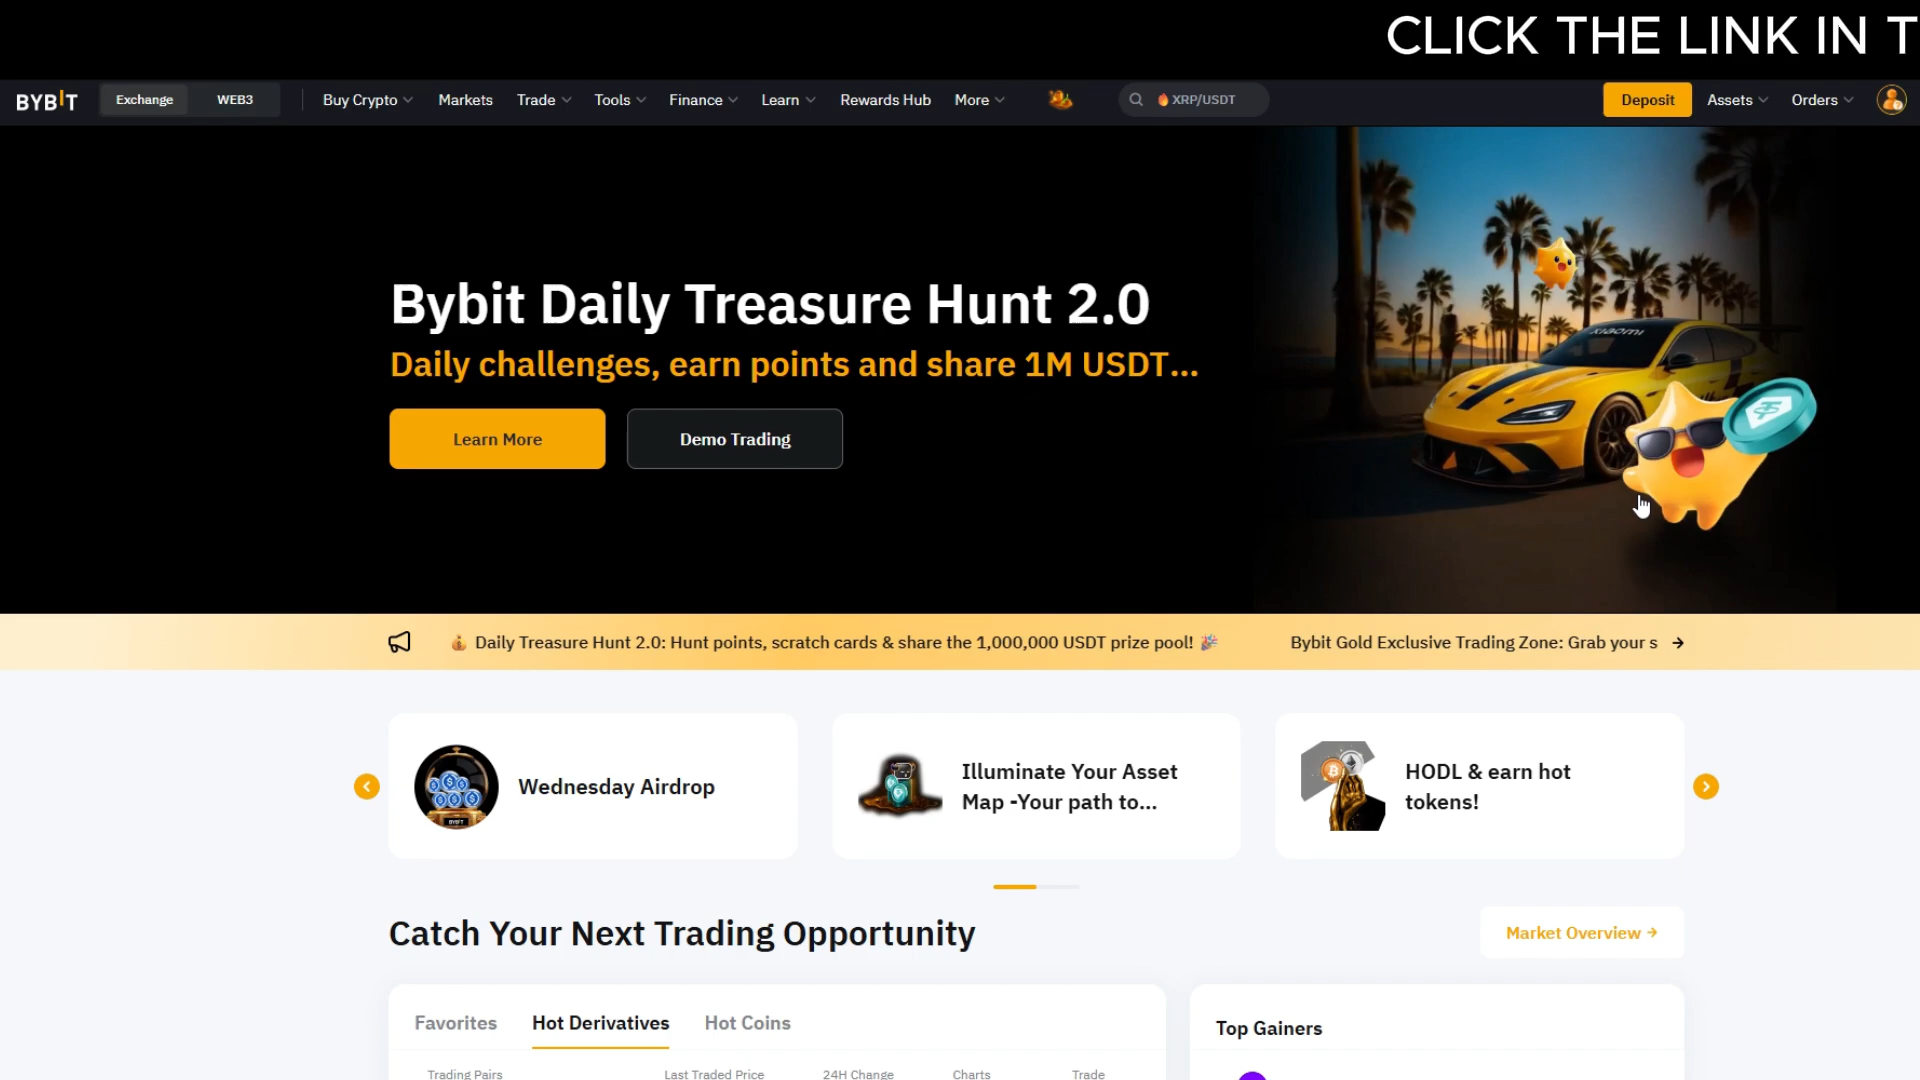 CLICK THE LINK IN T
BYBIT
Exchange
WEB3
Buy Crypto
Markets
Trade
Tools
Finance
Learn
Rewards Hub
More
XRP/USDT
Deposit
Assets
Orders
Bybit Daily Treasure Hunt 2.0
Daily challenges, earn points and share 1M USDT...
Learn More
Demo Trading
xiaomi
Daily Treasure Hunt 2.0: Hunt points, scratch cards & share the 1,000,000 USDT prize pool!
Bybit Gold Exclusive Trading Zone: Grab your s
BYBIT
Wednesday Airdrop
Illuminate Your Asset
Map -Your path to...
HODL & earn hot
tokens!
Catch Your Next Trading Opportunity
Market Overview
Favorites
Hot Derivatives
Hot Coins
Top Gainers
Trading Pairs
Last Traded Price
24H Change
Charts
Trade